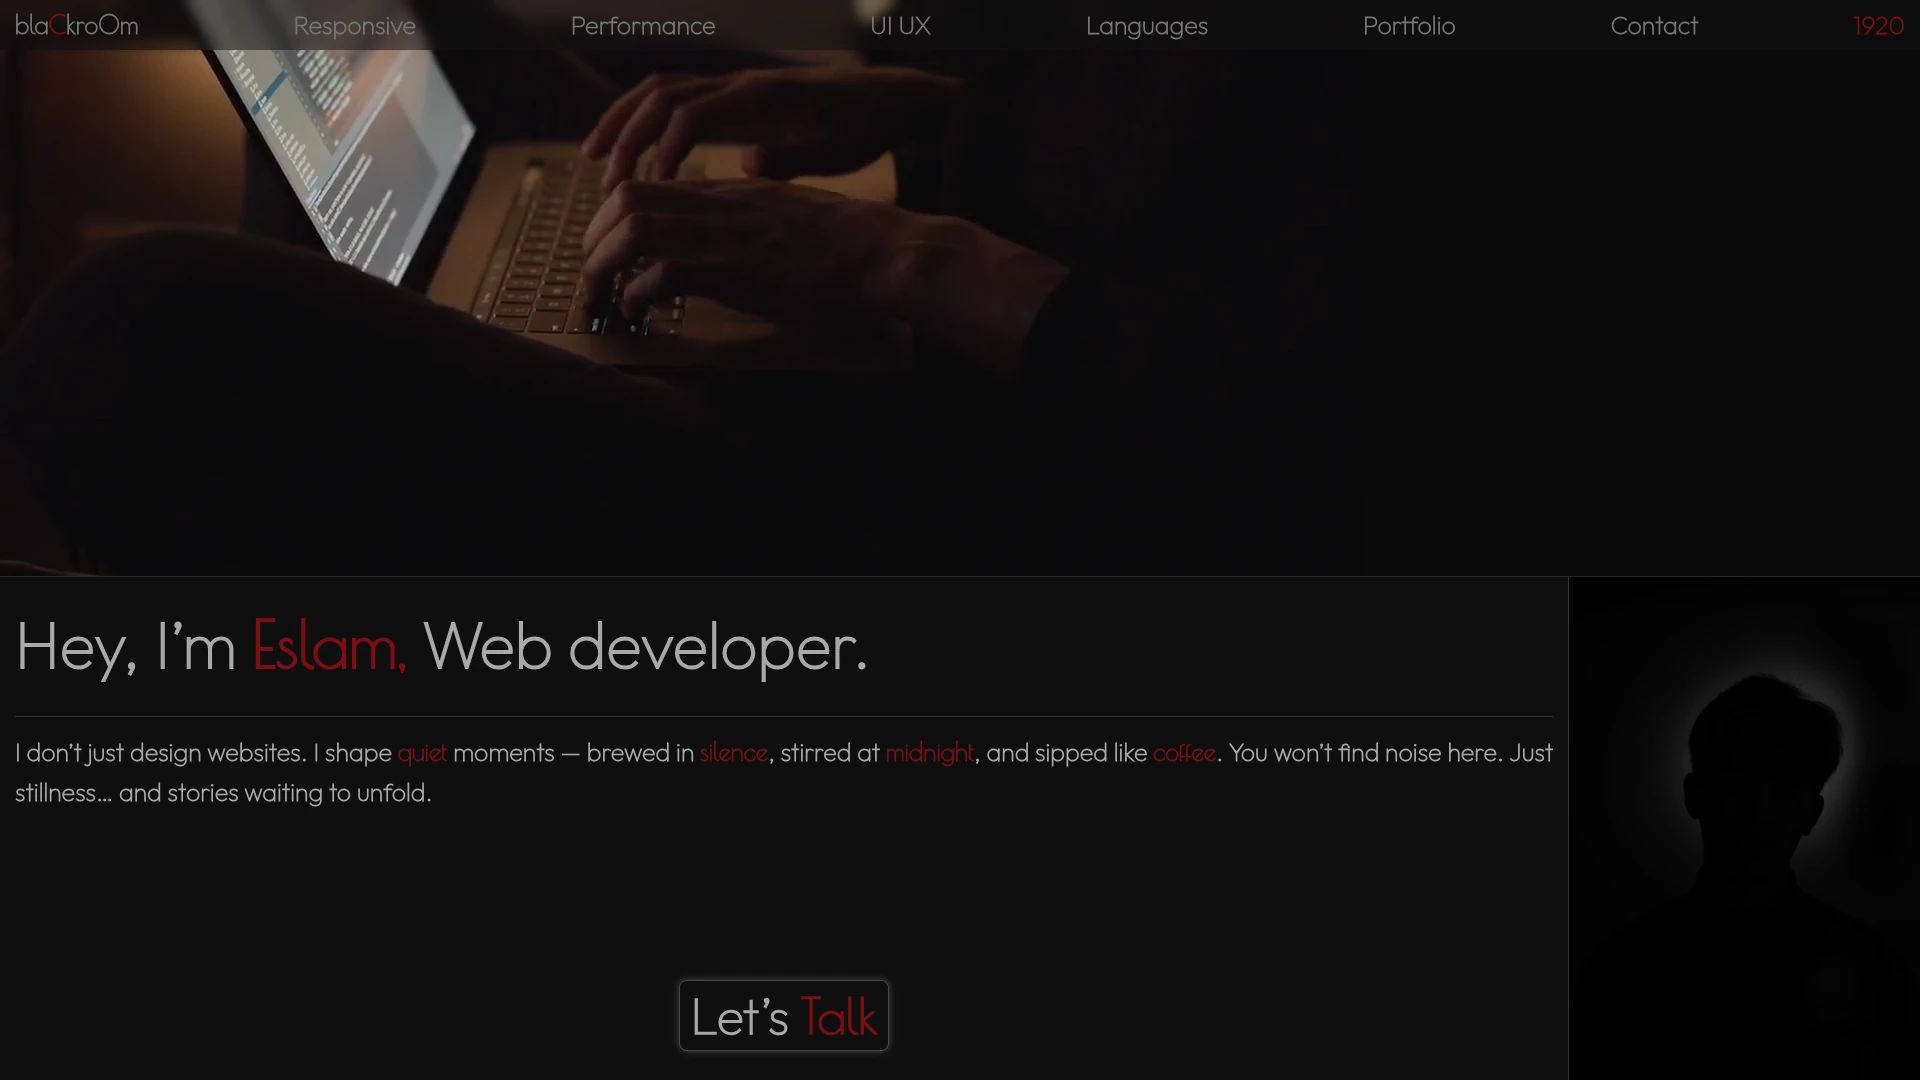 blaCkroOm Responsive Performance UI UX Languages Portfolio Contact 1920
Hey, I’m Eslam, Web developer.
I don’t just design websites. I shape quiet moments — brewed in silence, stirred at midnight, and sipped like coffee. You won’t find noise here. Just
stillness... and stories waiting to unfold.
Let’s Talk